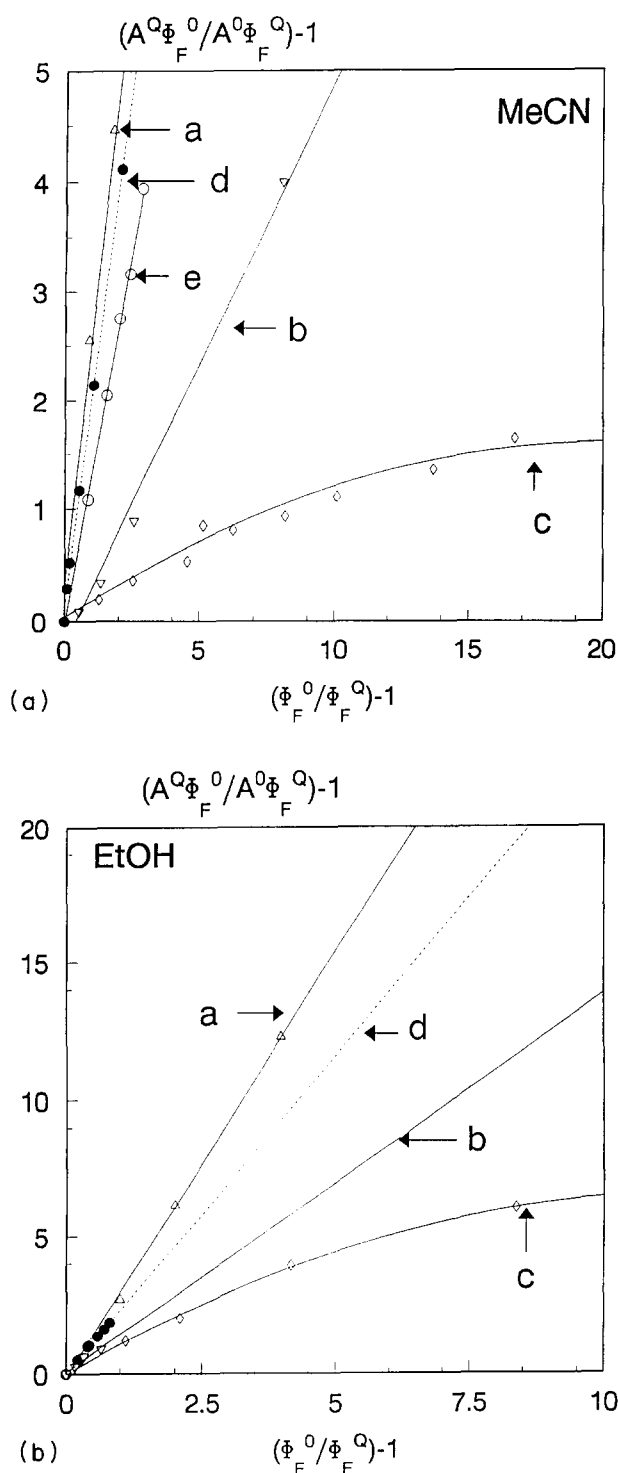 (A^QΦ_F^0/A^0Φ_F^Q)-1
5
MeCN
a
d
4
e
3
b
2
1
c
0
0 5 10 15 20
(a) (Φ_F^0/Φ_F^Q)-1
(A^QΦ_F^0/A^0Φ_F^Q)-1
20
EtOH
15
a
d
10
b
5
c
0
0 2.5 5 7.5 10
(b) (Φ_F^0/Φ_F^Q)-1